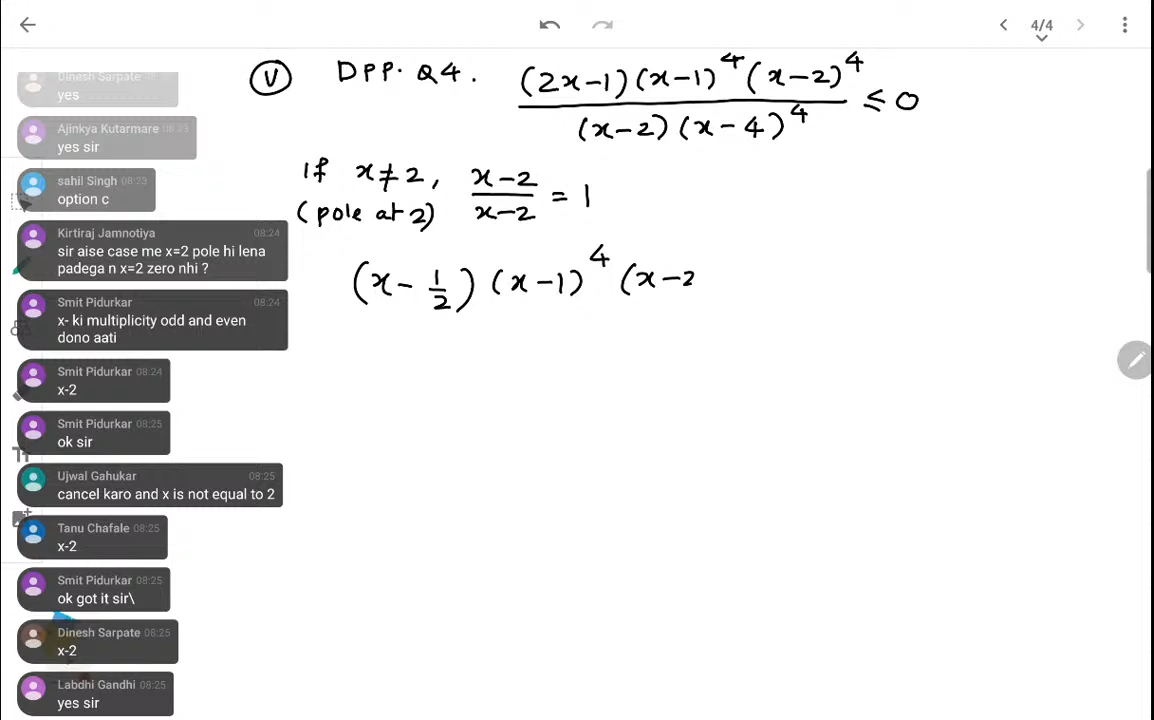 4/4
Dinesh Sarpate
yes
Ajinkya Kutarmare 08:23
yes sir
sahil Singh 08:23
option c
Kirtiraj Jamnotiya 08:24
sir aise case me x=2 pole hi lena
padega n x=2 zero nhi ?
Smit Pidurkar 08:24
x- ki multiplicity odd and even
dono aati
Smit Pidurkar 08:24
x-2
Smit Pidurkar 08:25
ok sir
Ujwal Gahukar 08:25
cancel karo and x is not equal to 2
Tanu Chafale 08:25
x-2
Smit Pidurkar 08:25
ok got it sir\
Dinesh Sarpate 08:25
x-2
Labdhi Gandhi 08:25
yes sir
Ⓥ DPP. Q4. (2x-1)(x-1)⁴(x-2)⁴ / (x-2)(x-4)⁴ ≤ 0
If x≠2, x-2 / x-2 = 1
(pole at 2)
(x - 1/2) (x-1)⁴ (x-2